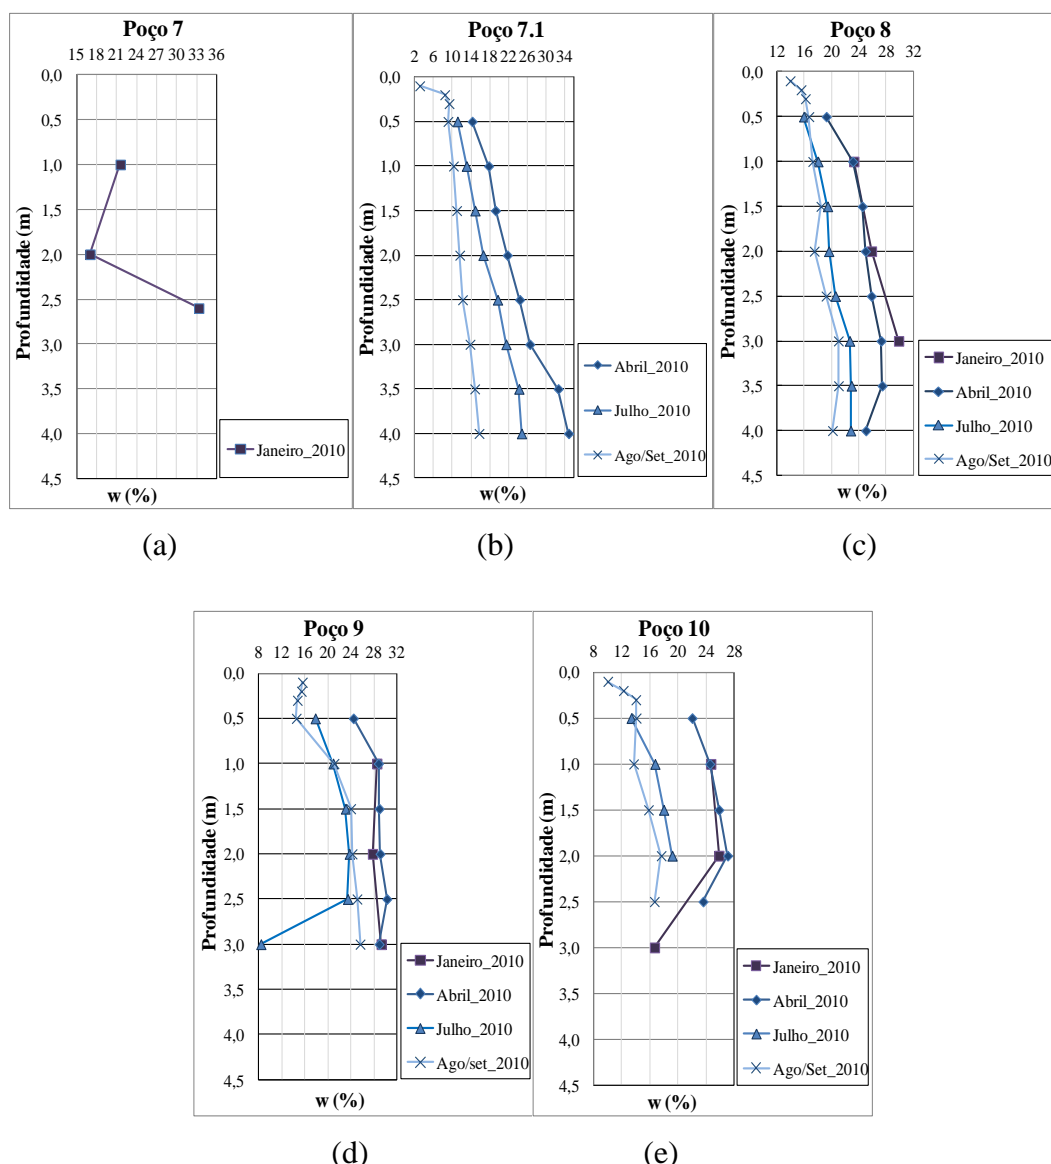 Poço 7
15 18 21 24 27 30 33 36
0,0
1,0
1,5
2,0
2,5
3,0
3,5
4,0
4,5
Profundidade (m)
w (%)
Janeiro_2010
(a)
Poço 7.1
2 6 10 14 18 22 26 30 34
0,0
0,5
1,0
1,5
2,0
2,5
3,0
3,5
4,0
4,5
Profundidade (m)
w (%)
Abril_2010
Julho_2010
Ago/Set_2010
(b)
Poço 8
12 16 20 24 28 32
0,0
0,5
1,0
1,5
2,0
2,5
3,0
3,5
4,0
4,5
Profundidade (m)
w (%)
Janeiro_2010
Abril_2010
Julho_2010
Ago/Set_2010
(c)
Poço 9
8 12 16 20 24 28 32
0,0
0,5
1,0
1,5
2,0
2,5
3,0
3,5
4,0
4,5
Profundidade (m)
w (%)
Janeiro_2010
Abril_2010
Julho_2010
Ago/set_2010
(d)
Poço 10
8 12 16 20 24 28
0,0
0,5
1,0
1,5
2,0
2,5
3,0
3,5
4,0
4,5
Profundidade (m)
w (%)
Janeiro_2010
Abril_2010
Julho_2010
Ago/Set_2010
(e)